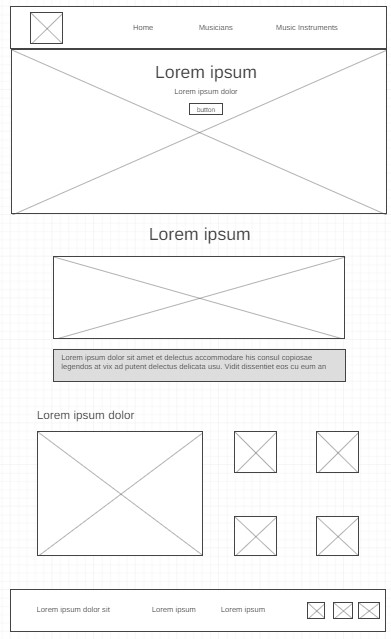 Home Musicians Music Instruments
Lorem ipsum
Lorem ipsum dolor
button
Lorem ipsum
Lorem ipsum dolor sit amet et delectus accommodare his consul copiosae
legendos at vix ad putent delectus delicata usu. Vidit dissentiet eos cu eum an
Lorem ipsum dolor
Lorem ipsum dolor sit Lorem ipsum Lorem ipsum